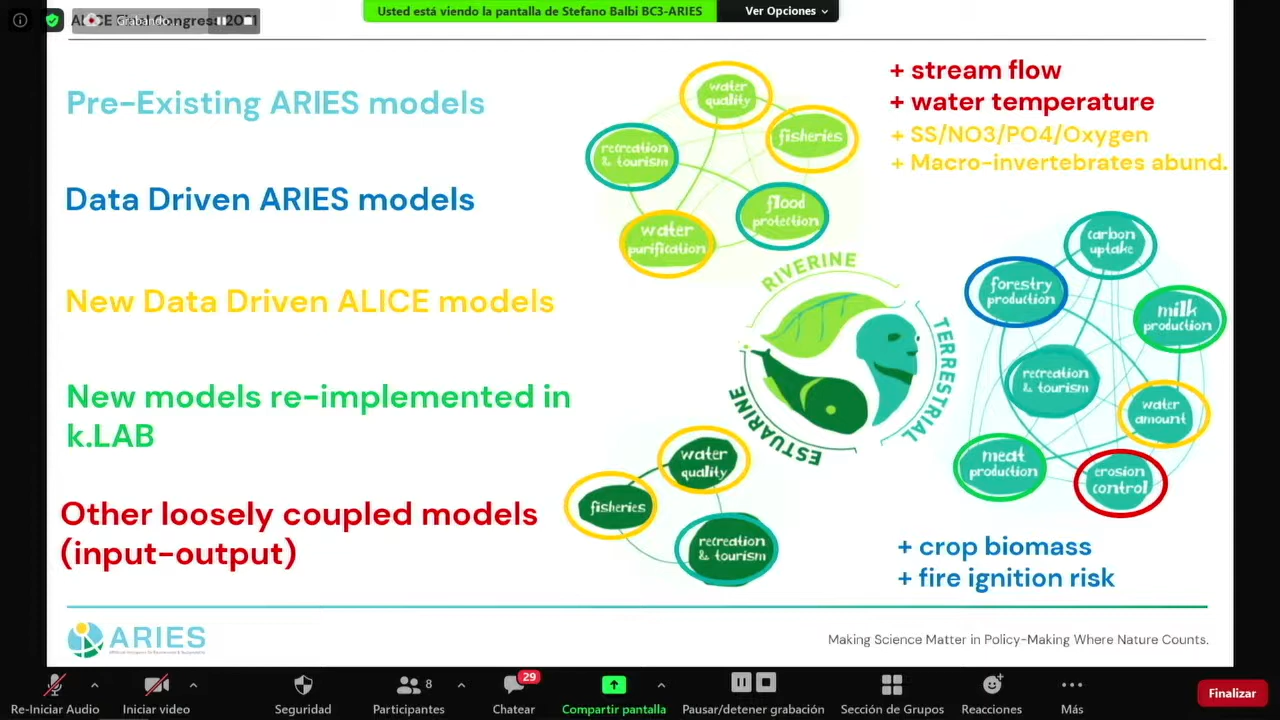 Usted está viendo la pantalla de Stefano Balbi BC3-ARIES
Ver Opciones
Grabando
Pre-Existing ARIES models
Data Driven ARIES models
New Data Driven ALICE models
New models re-implemented in
k.LAB
Other loosely coupled models
(input-output)
water
quality
fisheries
recreation
& tourism
flood
protection
water
purification
+ stream flow
+ water temperature
+ SS/NO3/PO4/Oxygen
+ Macro-invertebrates abund.
RIVERINE
TERRESTRIAL
ESTUARINE
carbon
uptake
forestry
production
milk
production
recreation
& tourism
water
amount
meat
production
erosion
control
water
quality
fisheries
recreation
& tourism
+ crop biomass
+ fire ignition risk
ARIES
Making Science Matter in Policy-Making Where Nature Counts.
29
8
Re-Iniciar Audio
Iniciar video
Seguridad
Participantes
Chatear
Compartir pantalla
Pausar/detener grabación
Sección de Grupos
Reacciones
Más
Finalizar